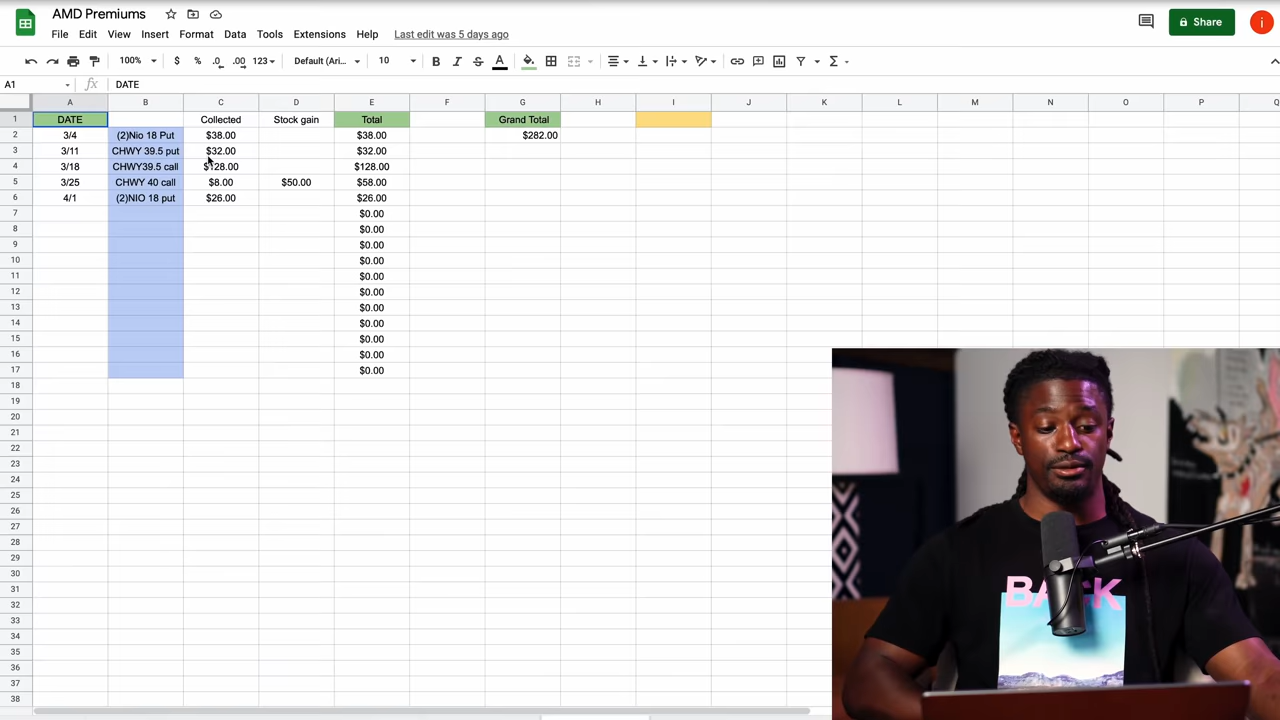 AMD Premiums
File Edit View Insert Format Data Tools Extensions Help Last edit was 5 days ago
Share
i
100% $ % .0 .00 123 Default (Ari... 10 B I S A
A1 fx DATE
A B C D E F G H I J K L M N O P Q
1 DATE Collected Stock gain Total Grand Total
2 3/4 (2)Nio 18 Put $38.00 $38.00 $282.00
3 3/11 CHWY 39.5 put $32.00 $32.00
4 3/18 CHWY39.5 call $128.00 $128.00
5 3/25 CHWY 40 call $8.00 $50.00 $58.00
6 4/1 (2)NIO 18 put $26.00 $26.00
7 $0.00
8 $0.00
9 $0.00
10 $0.00
11 $0.00
12 $0.00
13 $0.00
14 $0.00
15 $0.00
16 $0.00
17 $0.00
18
19
20
21
22
23
24
25
26
27
28
29
30
31
32
33
34
35
36
37
38